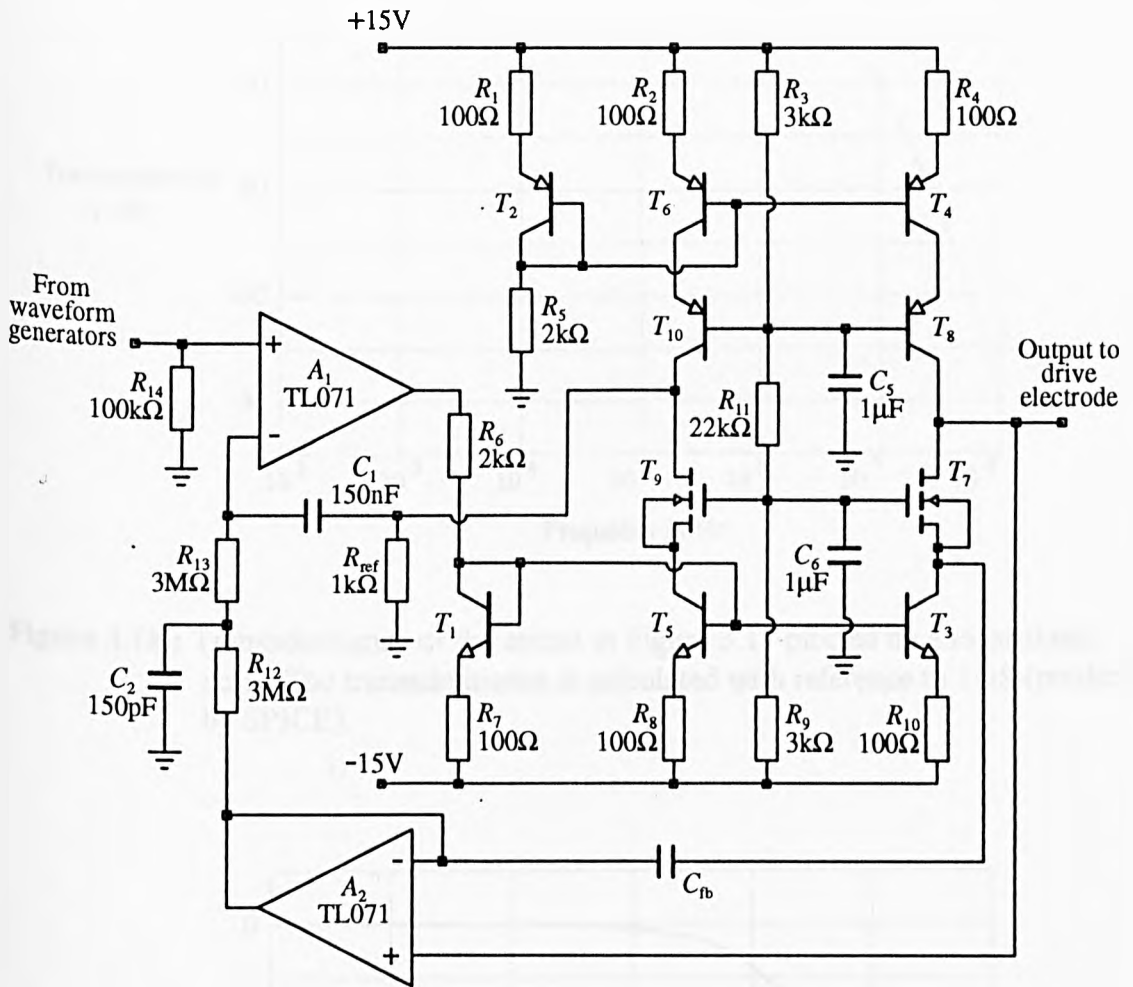 +15V
R1
100Ω
R2
100Ω
R3
3kΩ
R4
100Ω
T2
T6
T4
From
waveform
generators
R14
100kΩ
+
A1
TL071
-
R5
2kΩ
T10
T8
C5
1μF
Output to
drive
electrode
R6
2kΩ
R11
22kΩ
C1
150nF
T9
T7
R13
3MΩ
Rref
1kΩ
C6
1μF
T1
T5
T3
C2
150pF
R12
3MΩ
R7
100Ω
R8
100Ω
R9
3kΩ
R10
100Ω
-15V
A2
TL071
-
+
Cfb